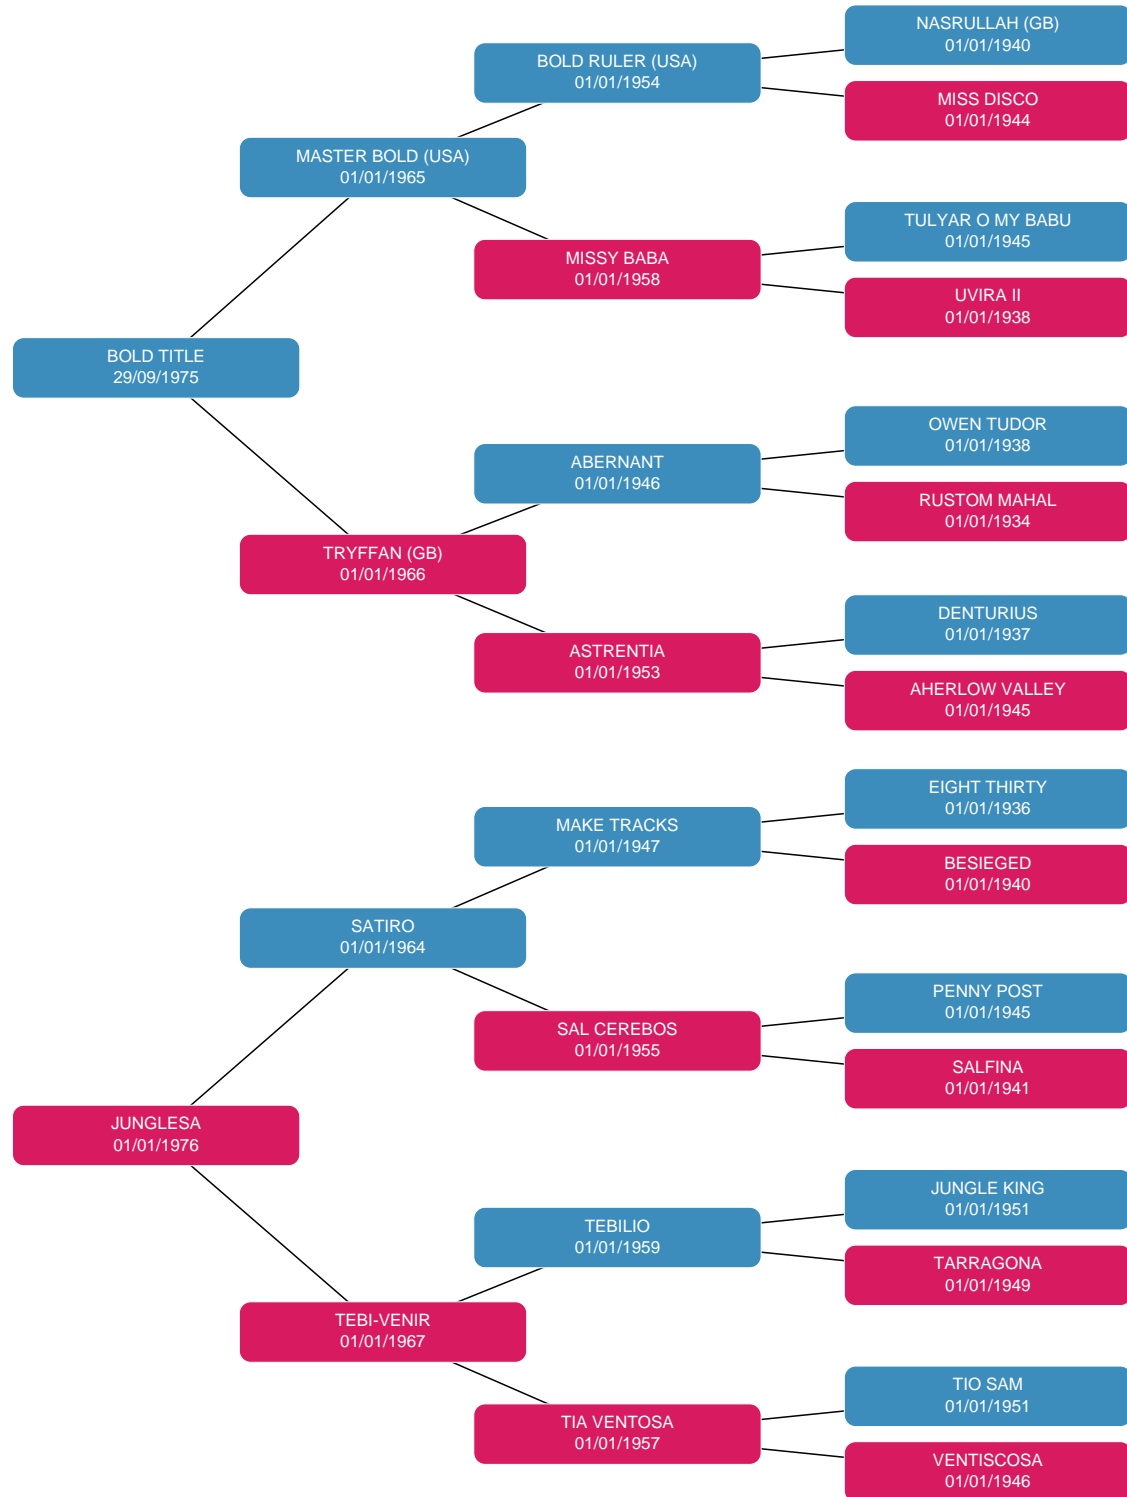 NASRULLAH (GB)
01/01/1940
BOLD RULER (USA)
01/01/1954
MISS DISCO
01/01/1944
MASTER BOLD (USA)
01/01/1965
TULYAR O MY BABU
01/01/1945
MISSY BABA
01/01/1958
UVIRA II
01/01/1938
BOLD TITLE
29/09/1975
OWEN TUDOR
01/01/1938
ABERNANT
01/01/1946
RUSTOM MAHAL
01/01/1934
TRYFFAN (GB)
01/01/1966
DENTURIUS
01/01/1937
ASTRENTIA
01/01/1953
AHERLOW VALLEY
01/01/1945
EIGHT THIRTY
01/01/1936
MAKE TRACKS
01/01/1947
BESIEGED
01/01/1940
SATIRO
01/01/1964
PENNY POST
01/01/1945
SAL CEREBOS
01/01/1955
SALFINA
01/01/1941
JUNGLESA
01/01/1976
JUNGLE KING
01/01/1951
TEBILIO
01/01/1959
TARRAGONA
01/01/1949
TEBI-VENIR
01/01/1967
TIO SAM
01/01/1951
TIA VENTOSA
01/01/1957
VENTISCOSA
01/01/1946